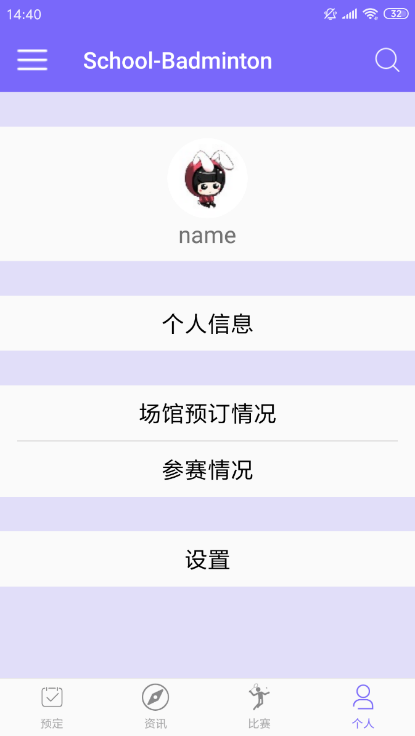 14:40
32
School-Badminton
name
个人信息
场馆预订情况
参赛情况
设置
预定
资讯
比赛
个人